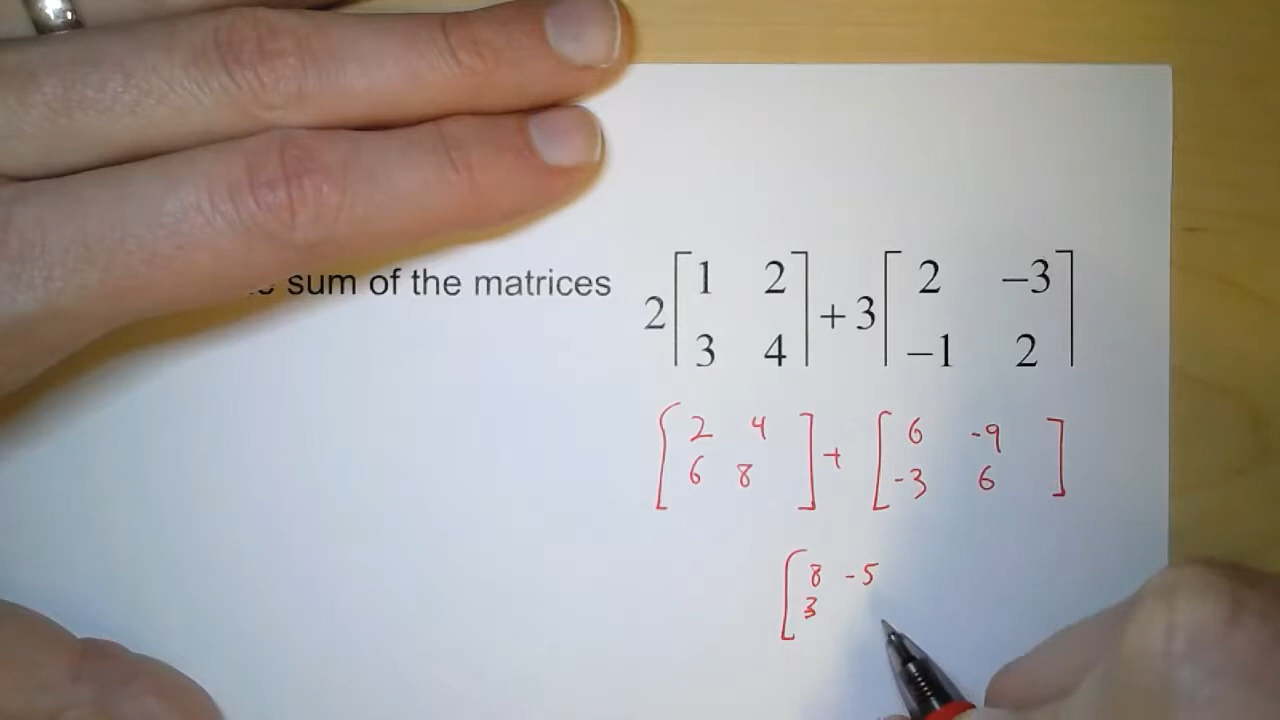 sum of the matrices 2[1 2 3 4] + 3[2 −3 −1 2]
[2 4 6 8] + [6 -9 -3 6]
[8 -5
3